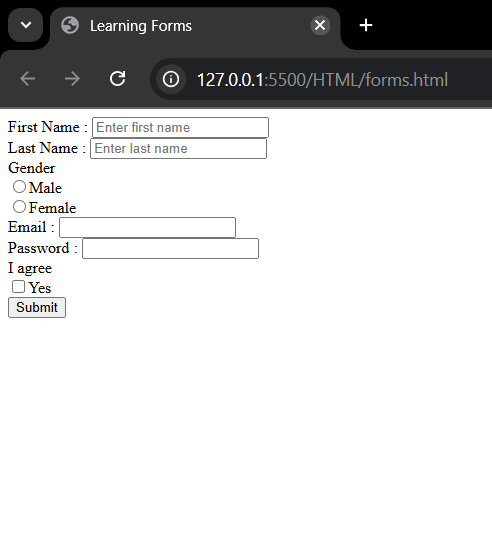 Learning Forms
127.0.0.1:5500/HTML/forms.html
First Name : Enter first name
Last Name : Enter last name
Gender
Male
Female
Email :
Password :
I agree
Yes
Submit